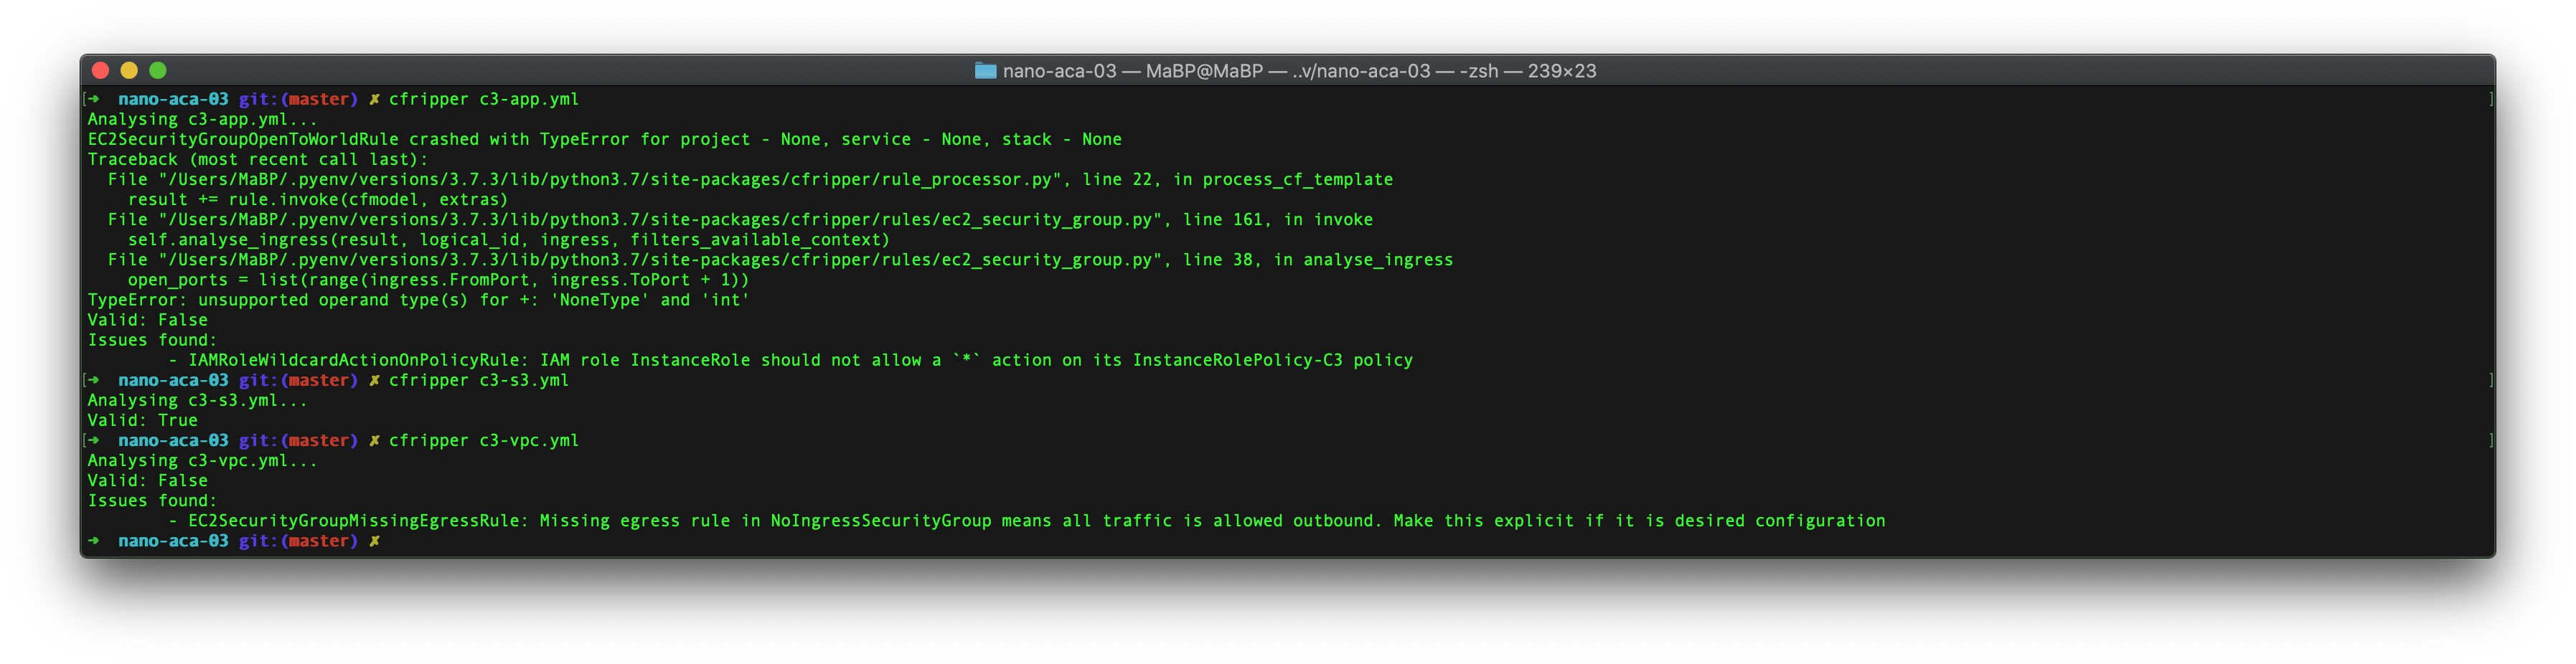 nano-aca-03 — MaBP@MaBP — ..v/nano-aca-03 — -zsh — 239×23
[➜  nano-aca-03 git:(master) ✗ cfripper c3-app.yml ]
Analysing c3-app.yml...
EC2SecurityGroupOpenToWorldRule crashed with TypeError for project - None, service - None, stack - None
Traceback (most recent call last):
  File "/Users/MaBP/.pyenv/versions/3.7.3/lib/python3.7/site-packages/cfripper/rule_processor.py", line 22, in process_cf_template
    result += rule.invoke(cfmodel, extras)
  File "/Users/MaBP/.pyenv/versions/3.7.3/lib/python3.7/site-packages/cfripper/rules/ec2_security_group.py", line 161, in invoke
    self.analyse_ingress(result, logical_id, ingress, filters_available_context)
  File "/Users/MaBP/.pyenv/versions/3.7.3/lib/python3.7/site-packages/cfripper/rules/ec2_security_group.py", line 38, in analyse_ingress
    open_ports = list(range(ingress.FromPort, ingress.ToPort + 1))
TypeError: unsupported operand type(s) for +: 'NoneType' and 'int'
Valid: False
Issues found:
        - IAMRoleWildcardActionOnPolicyRule: IAM role InstanceRole should not allow a `*` action on its InstanceRolePolicy-C3 policy
[➜  nano-aca-03 git:(master) ✗ cfripper c3-s3.yml ]
Analysing c3-s3.yml...
Valid: True
[➜  nano-aca-03 git:(master) ✗ cfripper c3-vpc.yml ]
Analysing c3-vpc.yml...
Valid: False
Issues found:
        - EC2SecurityGroupMissingEgressRule: Missing egress rule in NoIngressSecurityGroup means all traffic is allowed outbound. Make this explicit if it is desired configuration
➜  nano-aca-03 git:(master) ✗